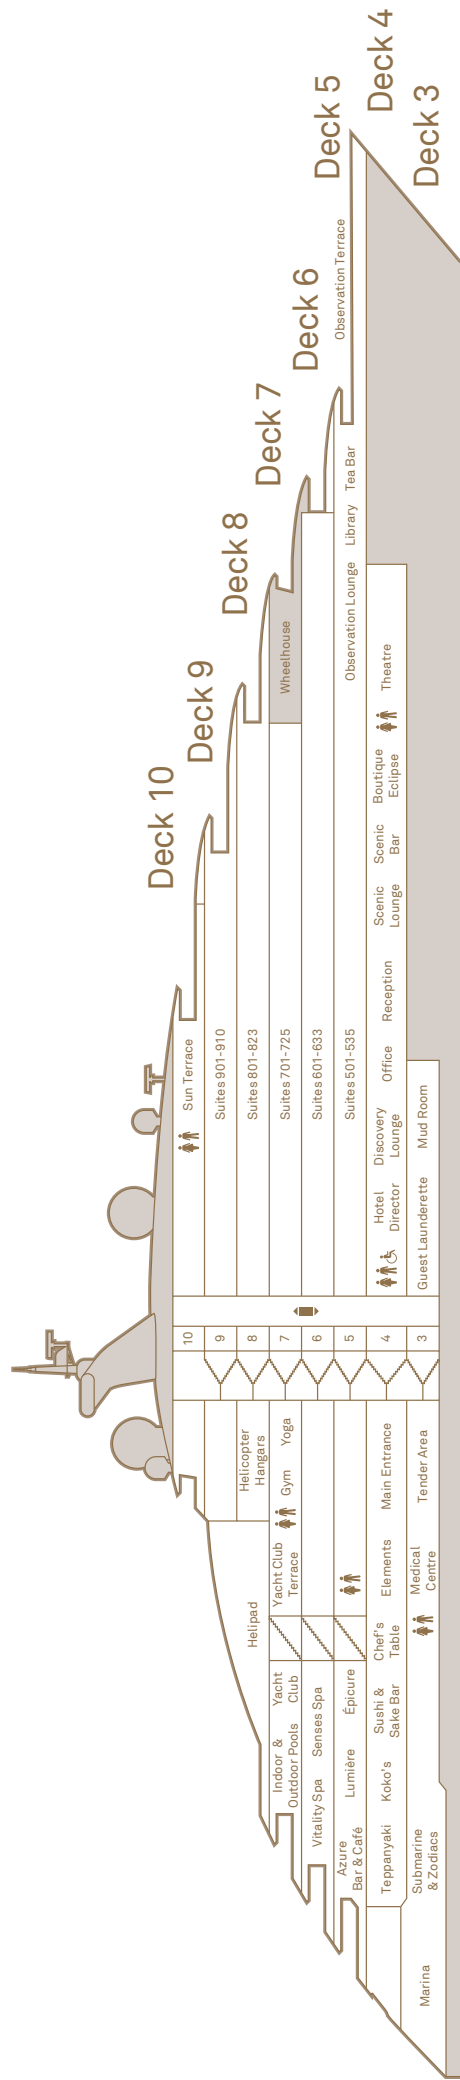 Deck 10
Deck 9
Deck 8
Deck 7
Deck 6
Deck 5
Deck 4
Deck 3
10
Sun Terrace
9
Suites 901-910
Helicopter
Hangars
8
Suites 801-823
Helipad
Indoor &
Outdoor Pools
Yacht
Club
Yacht Club
Terrace
Gym
Yoga
7
Suites 701-725
Wheelhouse
Vitality Spa
Senses Spa
6
Suites 601-633
Azure
Bar & Café
Lumière
Épicure
5
Suites 501-535
Observation Lounge
Library
Tea Bar
Observation Terrace
Teppanyaki
Koko's
Sushi &
Sake Bar
Chef's
Table
Elements
Main Entrance
4
Hotel
Director
Discovery
Lounge
Office
Reception
Scenic
Lounge
Scenic
Bar
Boutique
Eclipse
Theatre
Marina
Submarine
& Zodiacs
Medical
Centre
Tender Area
3
Guest Launderette
Mud Room